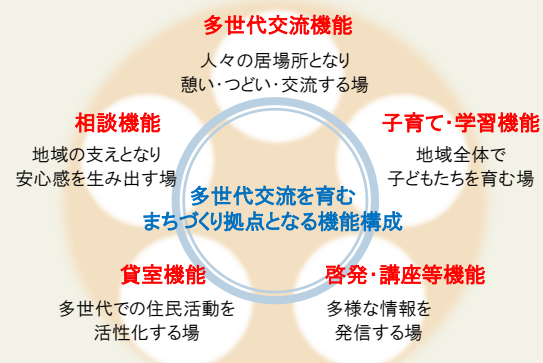 多世代交流機能
人々の居場所となり
憩い・つどい・交流する場
相談機能
地域の支えとなり
安心感を生み出す場
子育て・学習機能
地域全体で
子どもたちを育む場
多世代交流を育む
まちづくり拠点となる機能構成
貸室機能
多世代での住民活動を
活性化する場
啓発・講座等機能
多様な情報を
発信する場